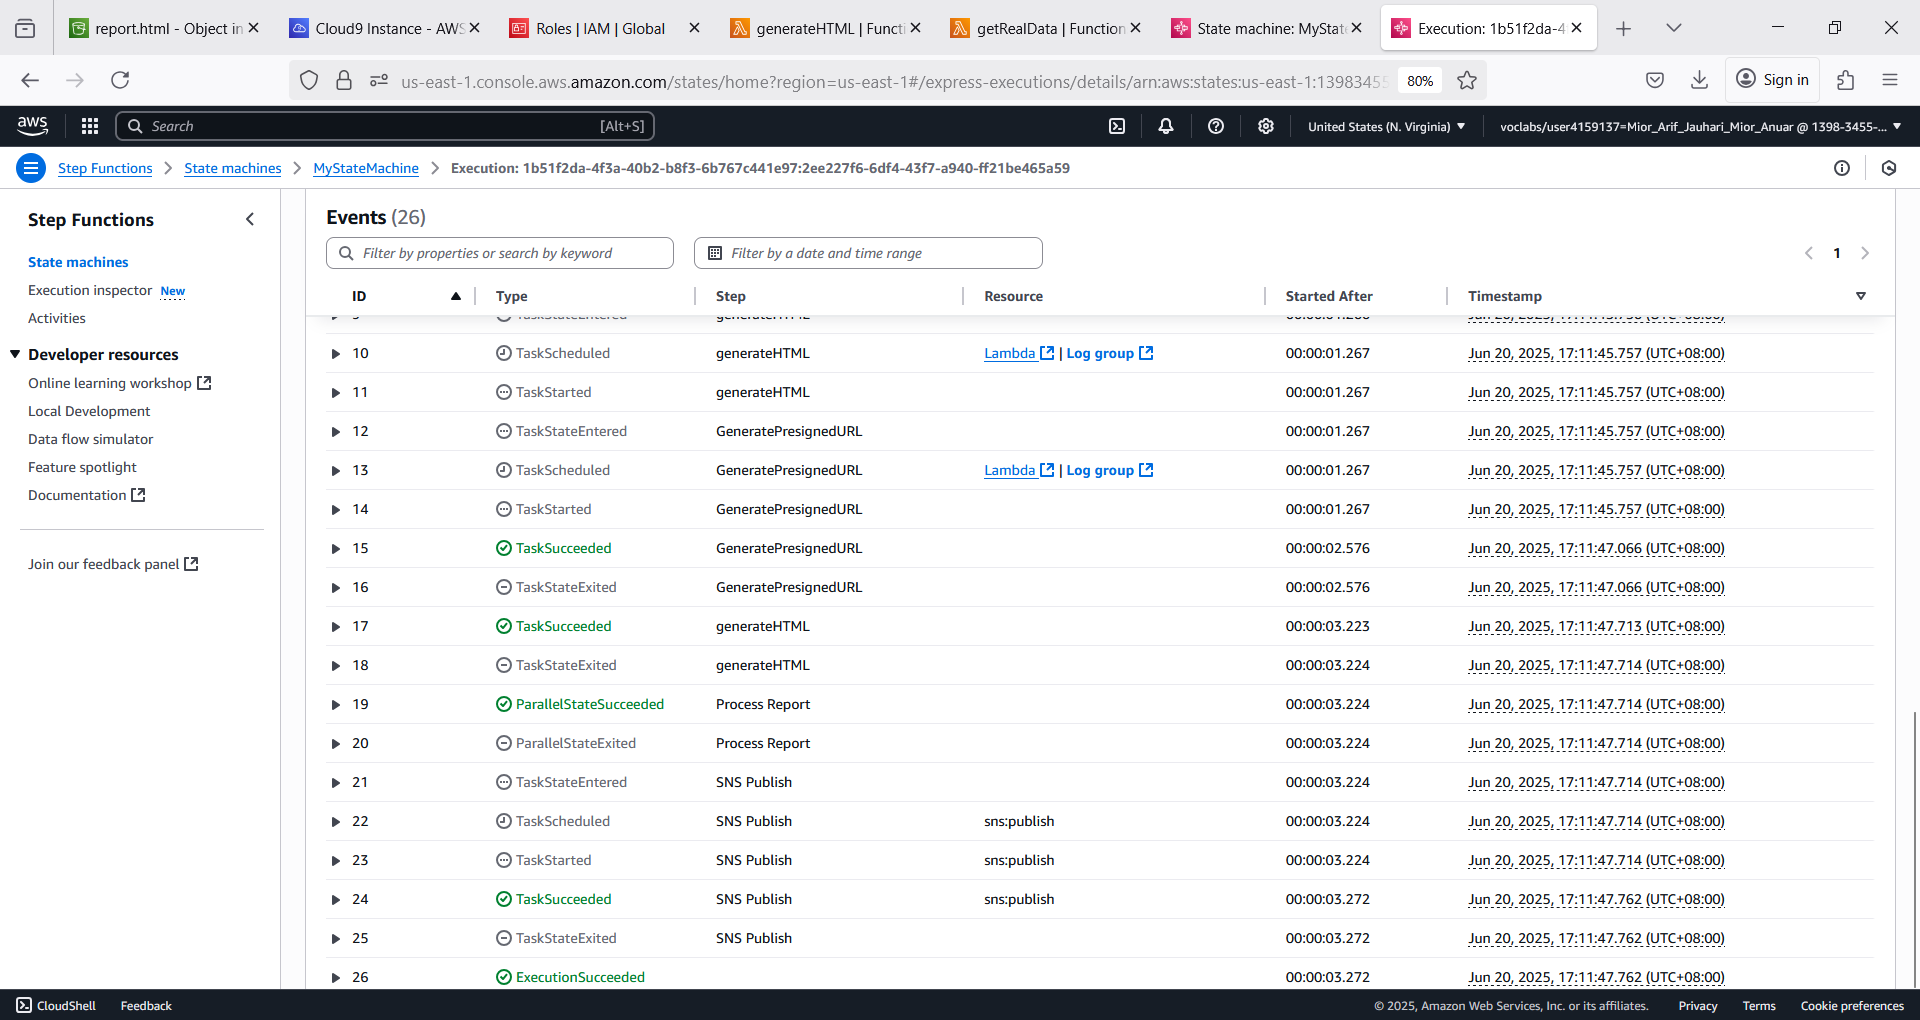 report.html - Object in
Cloud9 Instance - AWS
Roles | IAM | Global
generateHTML | Functi
getRealData | Function
State machine: MyState
Execution: 1b51f2da-4
us-east-1.console.aws.amazon.com/states/home?region=us-east-1#/express-executions/details/arn:aws:states:us-east-1:1398345
80%
Sign in
aws
Search
[Alt+S]
United States (N. Virginia)
voclabs/user4159137=Mior_Arif_Jauhari_Mior_Anuar @ 1398-3455-...
Step Functions
State machines
MyStateMachine
Execution: 1b51f2da-4f3a-40b2-b8f3-6b767c441e97:2ee227f6-6df4-43f7-a940-ff21be465a59
Step Functions
State machines
Execution inspector New
Activities
Developer resources
Online learning workshop
Local Development
Data flow simulator
Feature spotlight
Documentation
Join our feedback panel
Events (26)
Filter by properties or search by keyword
Filter by a date and time range
1
ID Type Step Resource Started After Timestamp
10 TaskScheduled generateHTML Lambda | Log group 00:00:01.267 Jun 20, 2025, 17:11:45.757 (UTC+08:00)
11 TaskStarted generateHTML 00:00:01.267 Jun 20, 2025, 17:11:45.757 (UTC+08:00)
12 TaskStateEntered GeneratePresignedURL 00:00:01.267 Jun 20, 2025, 17:11:45.757 (UTC+08:00)
13 TaskScheduled GeneratePresignedURL Lambda | Log group 00:00:01.267 Jun 20, 2025, 17:11:45.757 (UTC+08:00)
14 TaskStarted GeneratePresignedURL 00:00:01.267 Jun 20, 2025, 17:11:45.757 (UTC+08:00)
15 TaskSucceeded GeneratePresignedURL 00:00:02.576 Jun 20, 2025, 17:11:47.066 (UTC+08:00)
16 TaskStateExited GeneratePresignedURL 00:00:02.576 Jun 20, 2025, 17:11:47.066 (UTC+08:00)
17 TaskSucceeded generateHTML 00:00:03.223 Jun 20, 2025, 17:11:47.713 (UTC+08:00)
18 TaskStateExited generateHTML 00:00:03.224 Jun 20, 2025, 17:11:47.714 (UTC+08:00)
19 ParallelStateSucceeded Process Report 00:00:03.224 Jun 20, 2025, 17:11:47.714 (UTC+08:00)
20 ParallelStateExited Process Report 00:00:03.224 Jun 20, 2025, 17:11:47.714 (UTC+08:00)
21 TaskStateEntered SNS Publish 00:00:03.224 Jun 20, 2025, 17:11:47.714 (UTC+08:00)
22 TaskScheduled SNS Publish sns:publish 00:00:03.224 Jun 20, 2025, 17:11:47.714 (UTC+08:00)
23 TaskStarted SNS Publish sns:publish 00:00:03.224 Jun 20, 2025, 17:11:47.714 (UTC+08:00)
24 TaskSucceeded SNS Publish sns:publish 00:00:03.272 Jun 20, 2025, 17:11:47.762 (UTC+08:00)
25 TaskStateExited SNS Publish 00:00:03.272 Jun 20, 2025, 17:11:47.762 (UTC+08:00)
26 ExecutionSucceeded 00:00:03.272 Jun 20, 2025, 17:11:47.762 (UTC+08:00)
CloudShell
Feedback
© 2025, Amazon Web Services, Inc. or its affiliates.
Privacy
Terms
Cookie preferences